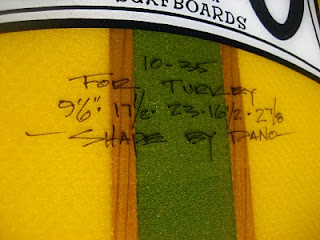 SURFBOARDS
10-35
FOR TURKEY
9'6" · 17 1/2 · 23 · 16 1/2 · 2 7/8
- SHAPE BY PANO -